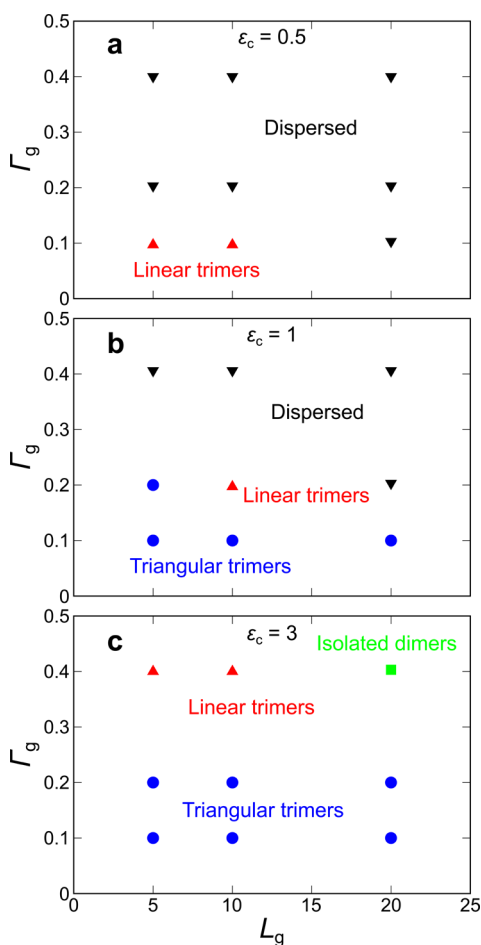 0.5
a
εc = 0.5
0.4
Dispersed
0.3
Γg
0.2
0.1
Linear trimers
0
0.5
b
εc = 1
0.4
Dispersed
0.3
Γg
0.2
Linear trimers
0.1
Triangular trimers
0
0.5
c
εc = 3
Isolated dimers
0.4
Linear trimers
0.3
Γg
0.2
Triangular trimers
0.1
0
0 5 10 15 20 25
Lg